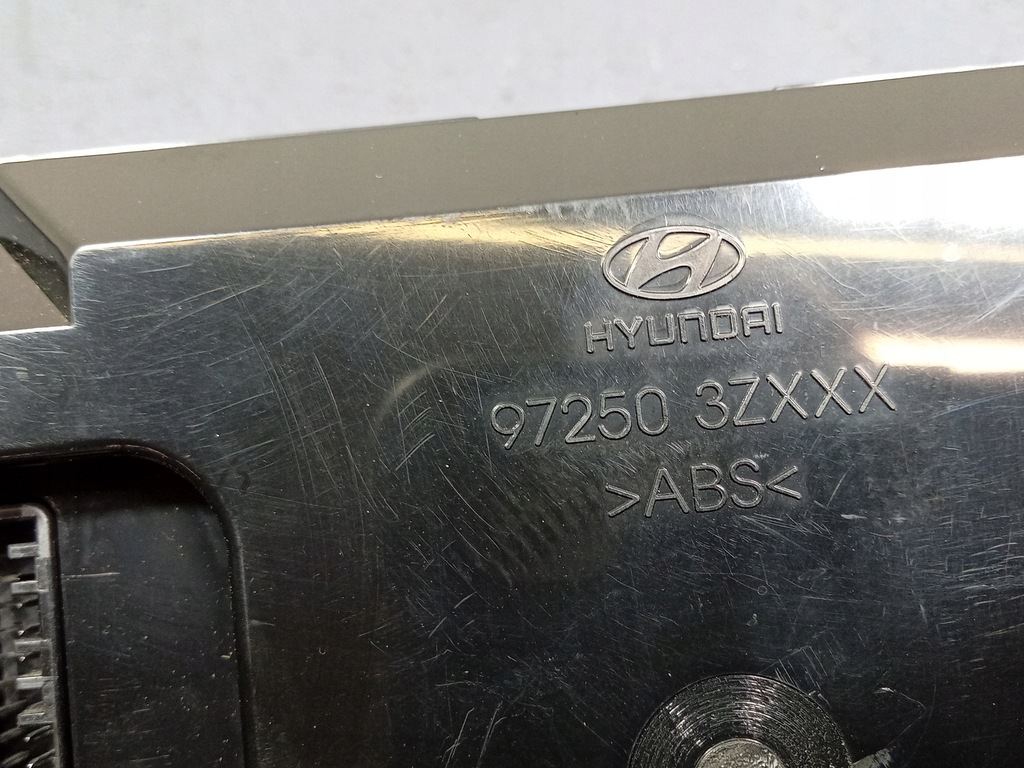 HYUNDAI
97250 3ZXXX
>ABS<